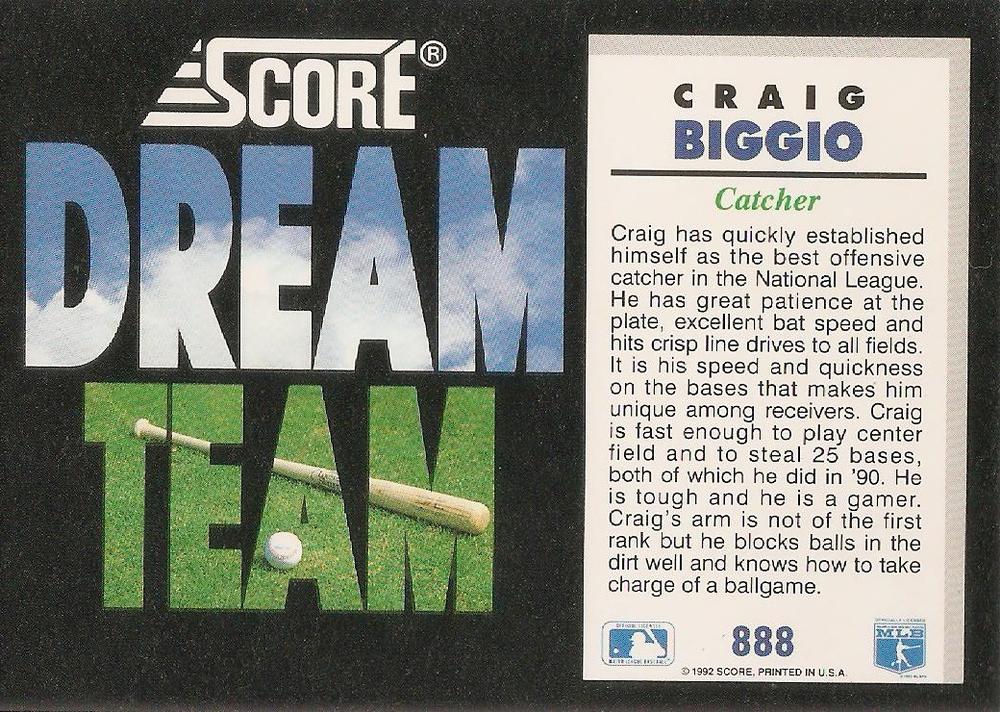 SCORE®
DREAM
TEAM
CRAIG
BIGGIO
Catcher
Craig has quickly established
himself as the best offensive
catcher in the National League.
He has great patience at the
plate, excellent bat speed and
hits crisp line drives to all fields.
It is his speed and quickness
on the bases that makes him
unique among receivers. Craig
is fast enough to play center
field and to steal 25 bases,
both of which he did in '90. He
is tough and he is a gamer.
Craig's arm is not of the first
rank but he blocks balls in the
dirt well and knows how to take
charge of a ballgame.
888
MLB
© 1992 SCORE, PRINTED IN U.S.A.